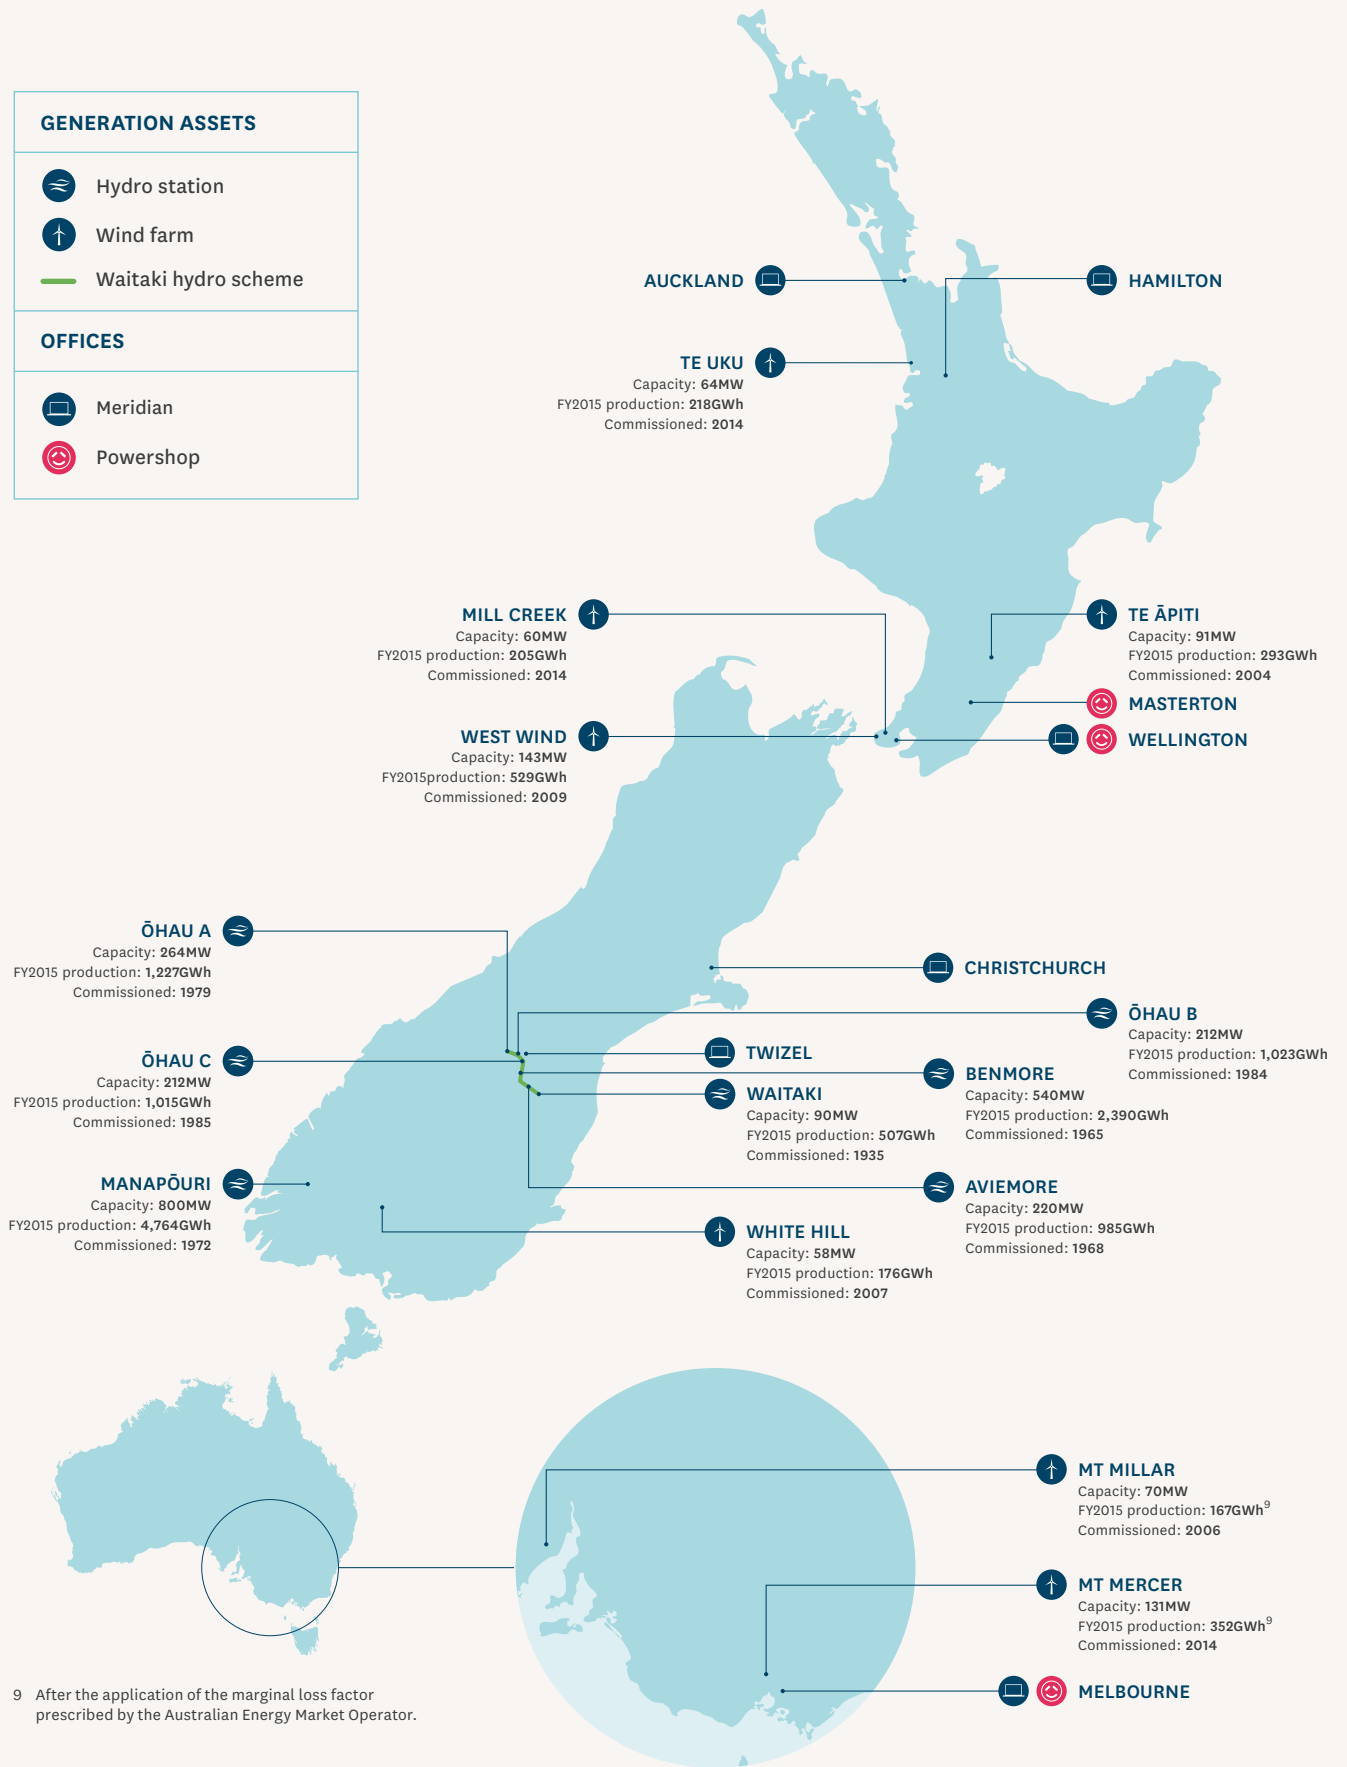 GENERATION ASSETS
Hydro station
Wind farm
Waitaki hydro scheme
OFFICES
Meridian
Powershop
AUCKLAND
HAMILTON
TE UKU
Capacity: 64MW
FY2015 production: 218GWh
Commissioned: 2014
MILL CREEK
Capacity: 60MW
FY2015 production: 205GWh
Commissioned: 2014
TE ĀPITI
Capacity: 91MW
FY2015 production: 293GWh
Commissioned: 2004
MASTERTON
WELLINGTON
WEST WIND
Capacity: 143MW
FY2015production: 529GWh
Commissioned: 2009
ŌHAU A
Capacity: 264MW
FY2015 production: 1,227GWh
Commissioned: 1979
CHRISTCHURCH
ŌHAU B
Capacity: 212MW
FY2015 production: 1,023GWh
Commissioned: 1984
ŌHAU C
Capacity: 212MW
FY2015 production: 1,015GWh
Commissioned: 1985
TWIZEL
BENMORE
Capacity: 540MW
FY2015 production: 2,390GWh
Commissioned: 1965
WAITAKI
Capacity: 90MW
FY2015 production: 507GWh
Commissioned: 1935
MANAPŌURI
Capacity: 800MW
FY2015 production: 4,764GWh
Commissioned: 1972
AVIEMORE
Capacity: 220MW
FY2015 production: 985GWh
Commissioned: 1968
WHITE HILL
Capacity: 58MW
FY2015 production: 176GWh
Commissioned: 2007
MT MILLAR
Capacity: 70MW
FY2015 production: 167GWh9
Commissioned: 2006
MT MERCER
Capacity: 131MW
FY2015 production: 352GWh9
Commissioned: 2014
MELBOURNE
9 After the application of the marginal loss factor
prescribed by the Australian Energy Market Operator.